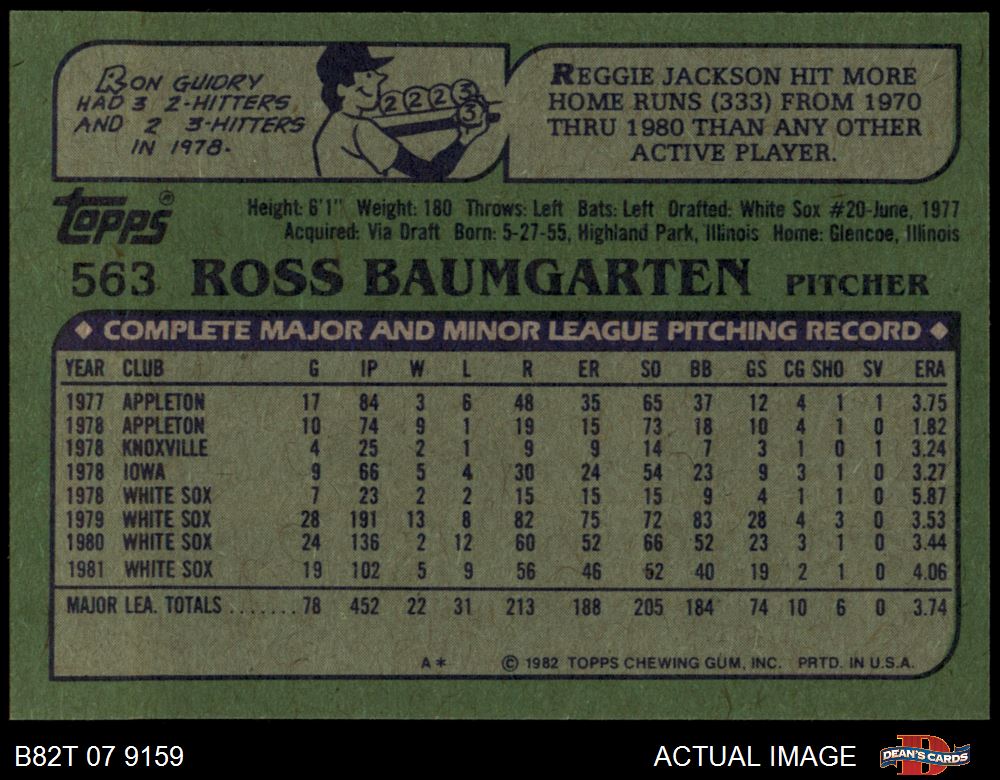 RON GUIDRY
HAD 3 2-HITTERS
AND 2 3-HITTERS
IN 1978.
2 2 2 3 3
REGGIE JACKSON HIT MORE
HOME RUNS (333) FROM 1970
THRU 1980 THAN ANY OTHER
ACTIVE PLAYER.
Topps®
Height: 6'1" Weight: 180 Throws: Left Bats: Left Drafted: White Sox #20-June, 1977
Acquired: Via Draft Born: 5-27-55, Highland Park, Illinois Home: Glencoe, Illinois
563 ROSS BAUMGARTEN PITCHER
◆ COMPLETE MAJOR AND MINOR LEAGUE PITCHING RECORD ◆
YEAR CLUB G IP W L R ER SO BB GS CG SHO SV ERA
1977 APPLETON 17 84 3 6 48 35 65 37 12 4 1 1 3.75
1978 APPLETON 10 74 9 1 19 15 73 18 10 4 1 0 1.82
1978 KNOXVILLE 4 25 2 1 9 9 14 7 3 1 0 1 3.24
1978 IOWA 9 66 5 4 30 24 54 23 9 3 1 0 3.27
1978 WHITE SOX 7 23 2 2 15 15 15 9 4 1 1 0 5.87
1979 WHITE SOX 28 191 13 8 82 75 72 83 28 4 3 0 3.53
1980 WHITE SOX 24 136 2 12 60 52 66 52 23 3 1 0 3.44
1981 WHITE SOX 19 102 5 9 56 46 52 40 19 2 1 0 4.06
MAJOR LEA. TOTALS ....... 78 452 22 31 213 188 205 184 74 10 6 0 3.74
A* © 1982 TOPPS CHEWING GUM, INC. PRTD. IN U.S.A.
B82T 07 9159 ACTUAL IMAGE DEAN'S CARDS